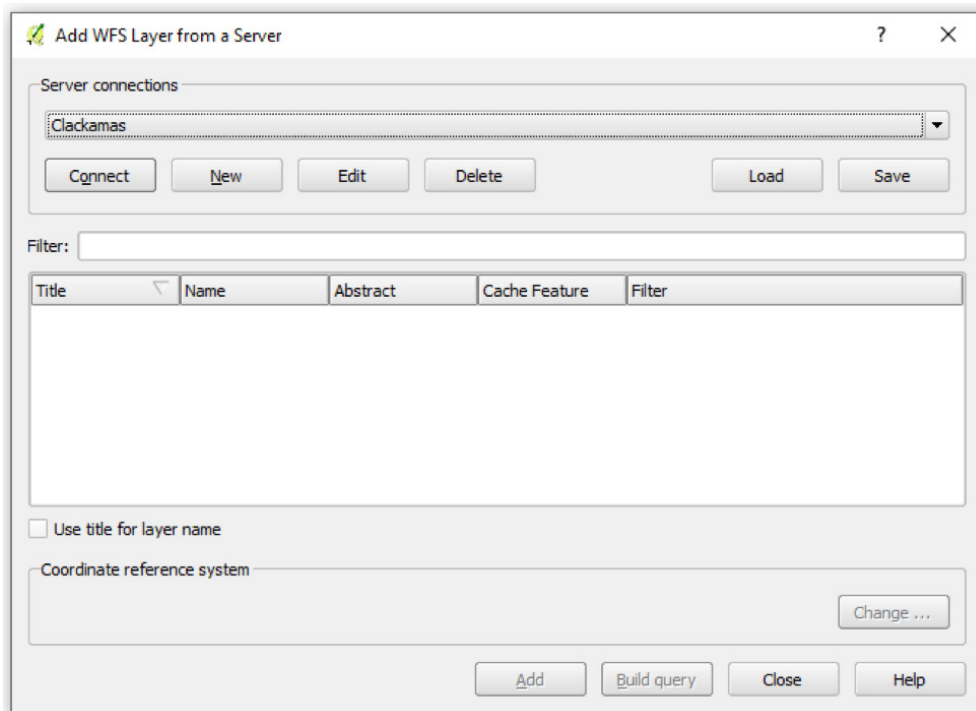 Add WFS Layer from a Server
?
Server connections
Clackamas
Connect New Edit Delete Load Save
Filter:
Title Name Abstract Cache Feature Filter
Use title for layer name
Coordinate reference system
Change ...
Add Build query Close Help